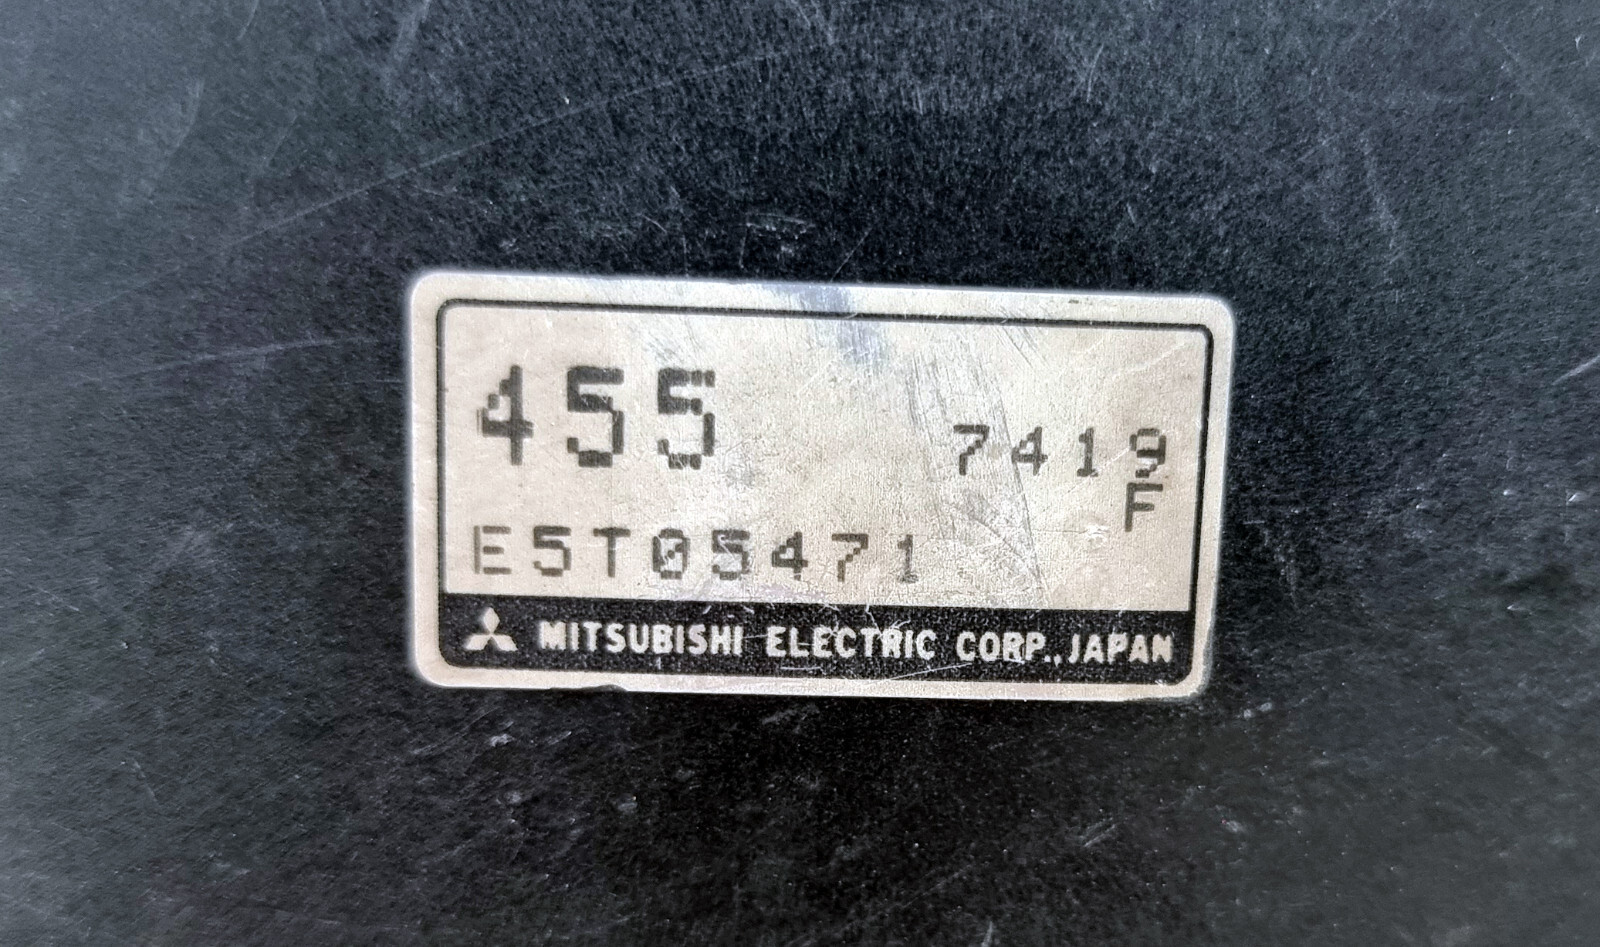 455
7419
F
E5T05471
MITSUBISHI ELECTRIC CORP., JAPAN